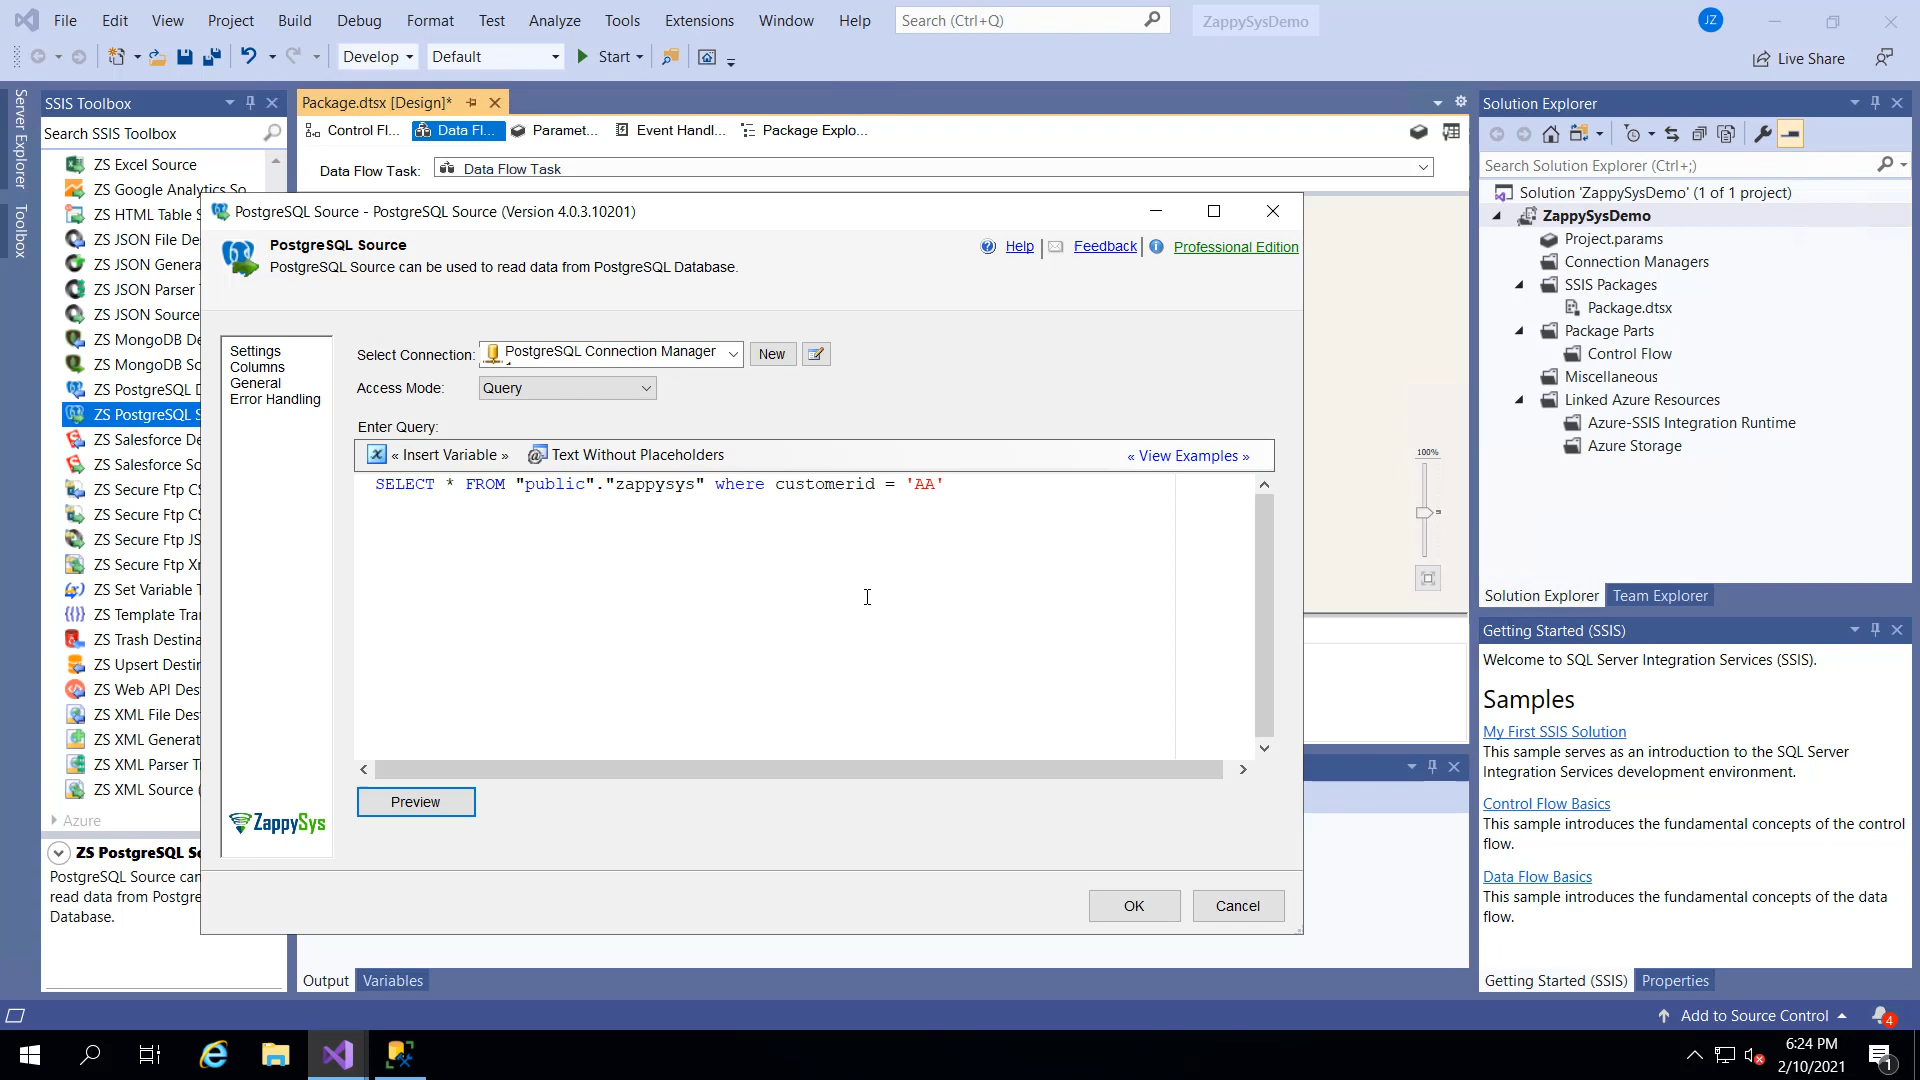 File Edit View Project Build Debug Format Test Analyze Tools Extensions Window Help Search (Ctrl+Q) ZappySysDemo JZ
Develop Default Start Live Share
Server Explorer
Toolbox
SSIS Toolbox
Search SSIS Toolbox
ZS Excel Source
ZS Google Analytics So
ZS HTML Table S
ZS JSON File De
ZS JSON Genera
ZS JSON Parser T
ZS JSON Source
ZS MongoDB De
ZS MongoDB So
ZS PostgreSQL D
ZS PostgreSQL S
ZS Salesforce De
ZS Salesforce So
ZS Secure Ftp CS
ZS Secure Ftp CS
ZS Secure Ftp JS
ZS Secure Ftp Xm
ZS Set Variable T
ZS Template Tran
ZS Trash Destina
ZS Upsert Destin
ZS Web API Des
ZS XML File Des
ZS XML Generat
ZS XML Parser T
ZS XML Source (
Azure
ZS PostgreSQL So
PostgreSQL Source can
read data from Postgre
Database.
Package.dtsx [Design]*
Control Fl... Data Fl... Paramet... Event Handl... Package Explo...
Data Flow Task: Data Flow Task
PostgreSQL Source - PostgreSQL Source (Version 4.0.3.10201)
PostgreSQL Source
PostgreSQL Source can be used to read data from PostgreSQL Database.
Help Feedback Professional Edition
Settings
Columns
General
Error Handling
ZappySys
Select Connection: PostgreSQL Connection Manager New
Access Mode: Query
Enter Query:
« Insert Variable » Text Without Placeholders « View Examples »
SELECT * FROM "public"."zappysys" where customerid = 'AA'
Preview
OK Cancel
100%
Output Variables
Solution Explorer
Search Solution Explorer (Ctrl+;)
Solution 'ZappySysDemo' (1 of 1 project)
ZappySysDemo
Project.params
Connection Managers
SSIS Packages
Package.dtsx
Package Parts
Control Flow
Miscellaneous
Linked Azure Resources
Azure-SSIS Integration Runtime
Azure Storage
Solution Explorer Team Explorer
Getting Started (SSIS)
Welcome to SQL Server Integration Services (SSIS).
Samples
My First SSIS Solution
This sample serves as an introduction to the SQL Server
Integration Services development environment.
Control Flow Basics
This sample introduces the fundamental concepts of the control
flow.
Data Flow Basics
This sample introduces the fundamental concepts of the data
flow.
Getting Started (SSIS) Properties
Add to Source Control 4
6:24 PM
2/10/2021
1